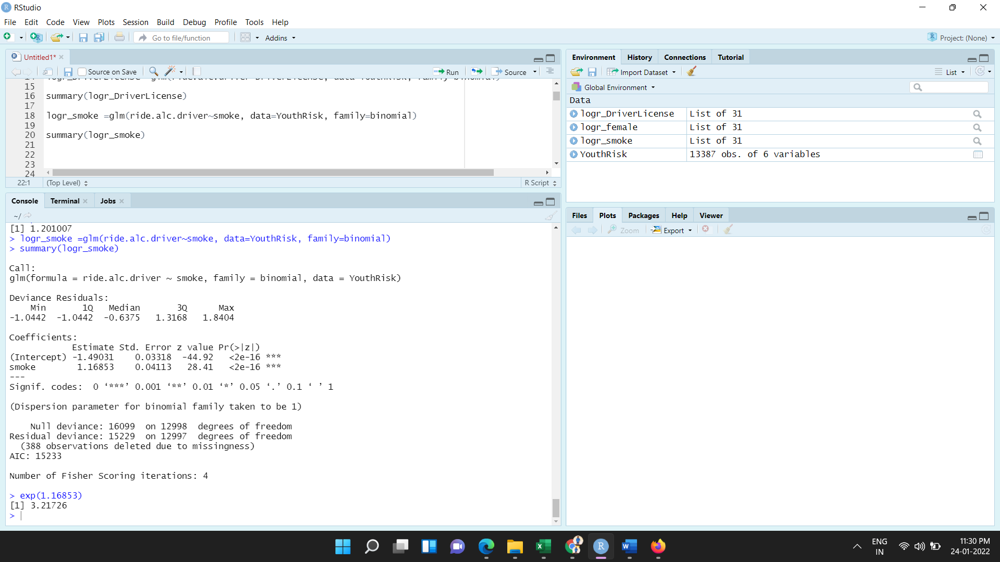 RStudio
File Edit Code View Plots Session Build Debug Profile Tools Help
Go to file/function Addins Project: (None)
Untitled1*
Source on Save Run Source
15
16 summary(logr_DriverLicense)
17
18 logr_smoke =glm(ride.alc.driver~smoke, data=YouthRisk, family=binomial)
19
20 summary(logr_smoke)
21
22
23
24
22:1 (Top Level) R Script
Console Terminal Jobs
~/
[1] 1.201007
> logr_smoke =glm(ride.alc.driver~smoke, data=YouthRisk, family=binomial)
> summary(logr_smoke)
Call:
glm(formula = ride.alc.driver ~ smoke, family = binomial, data = YouthRisk)
Deviance Residuals:
Min 1Q Median 3Q Max
-1.0442 -1.0442 -0.6375 1.3168 1.8404
Coefficients:
Estimate Std. Error z value Pr(>|z|)
(Intercept) -1.49031 0.03318 -44.92 <2e-16 ***
smoke 1.16853 0.04113 28.41 <2e-16 ***
---
Signif. codes: 0 ‘***’ 0.001 ‘**’ 0.01 ‘*’ 0.05 ‘.’ 0.1 ‘ ’ 1
(Dispersion parameter for binomial family taken to be 1)
Null deviance: 16099 on 12998 degrees of freedom
Residual deviance: 15229 on 12997 degrees of freedom
(388 observations deleted due to missingness)
AIC: 15233
Number of Fisher Scoring iterations: 4
> exp(1.16853)
[1] 3.21726
>
Environment History Connections Tutorial
Import Dataset List
Global Environment
Data
logr_DriverLicense List of 31
logr_female List of 31
logr_smoke List of 31
YouthRisk 13387 obs. of 6 variables
Files Plots Packages Help Viewer
Zoom Export
ENG
IN
11:30 PM
24-01-2022